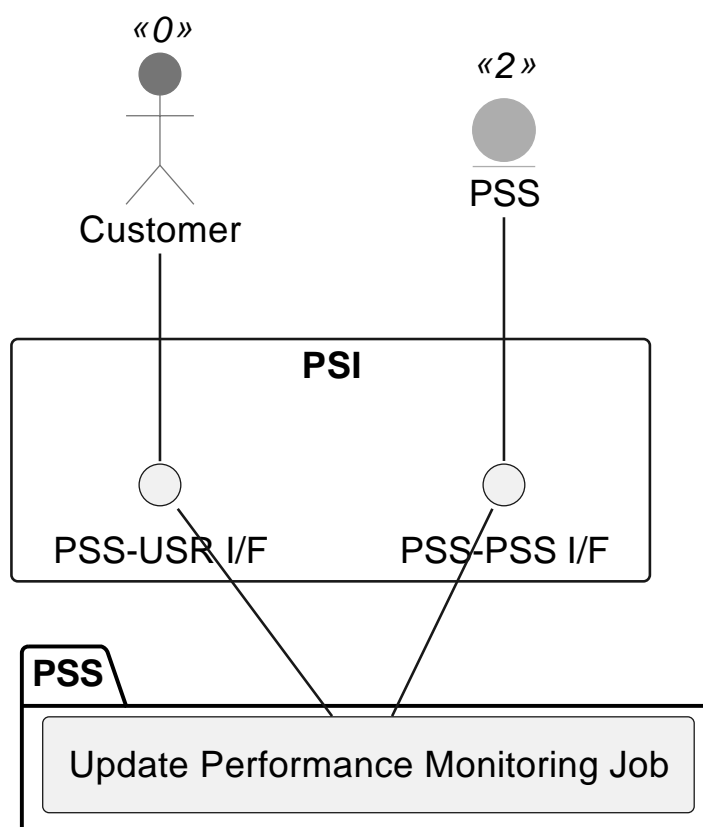 «0»
«2»
Customer
PSS
PSI
PSS-USR I/F
PSS-PSS I/F
PSS
Update Performance Monitoring Job